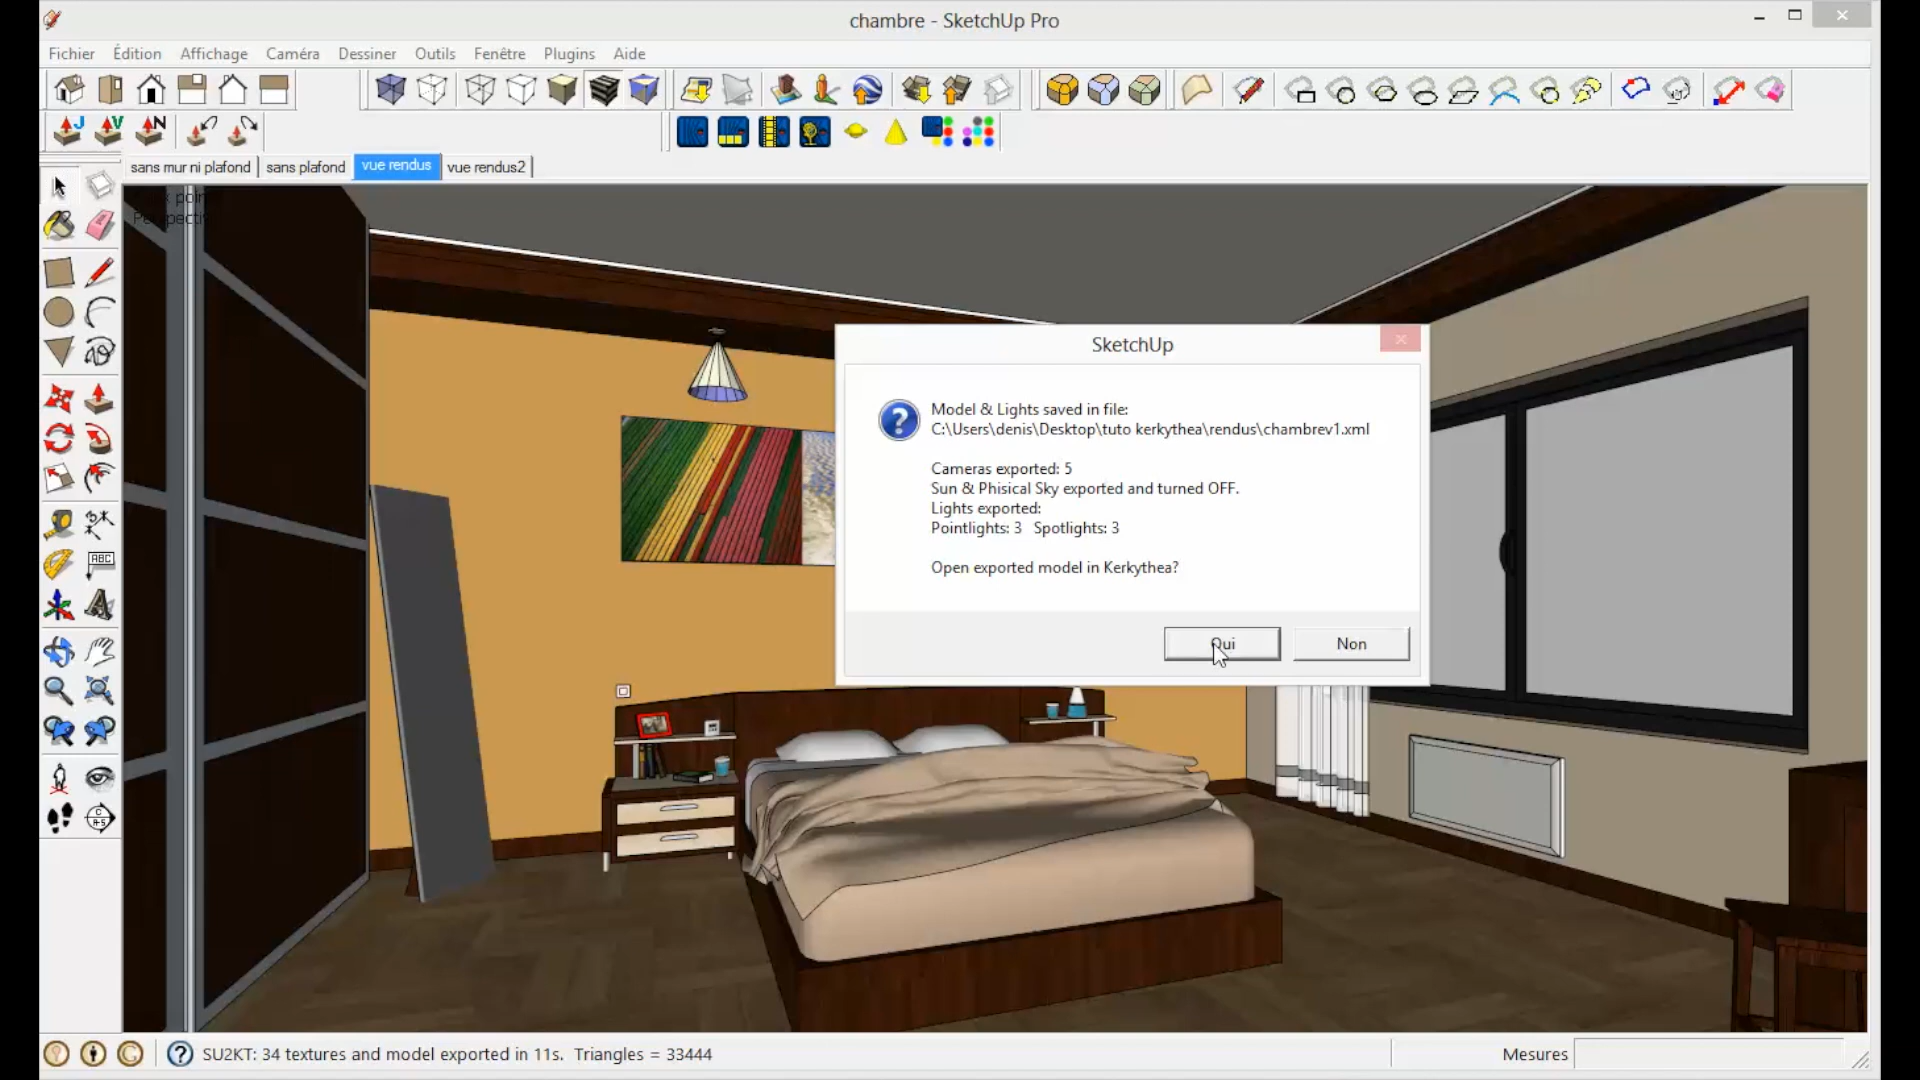 chambre - SketchUp Pro
Fichier Édition Affichage Caméra Dessiner Outils Fenêtre Plugins Aide
J V N
sans mur ni plafond sans plafond vue rendus vue rendus2
SketchUp
Model & Lights saved in file:
C:\Users\denis\Desktop\tuto kerkythea\rendus\chambrev1.xml
Cameras exported: 5
Sun & Phisical Sky exported and turned OFF.
Lights exported:
Pointlights: 3 Spotlights: 3
Open exported model in Kerkythea?
Oui Non
ABC
SU2KT: 34 textures and model exported in 11s. Triangles = 33444
Mesures